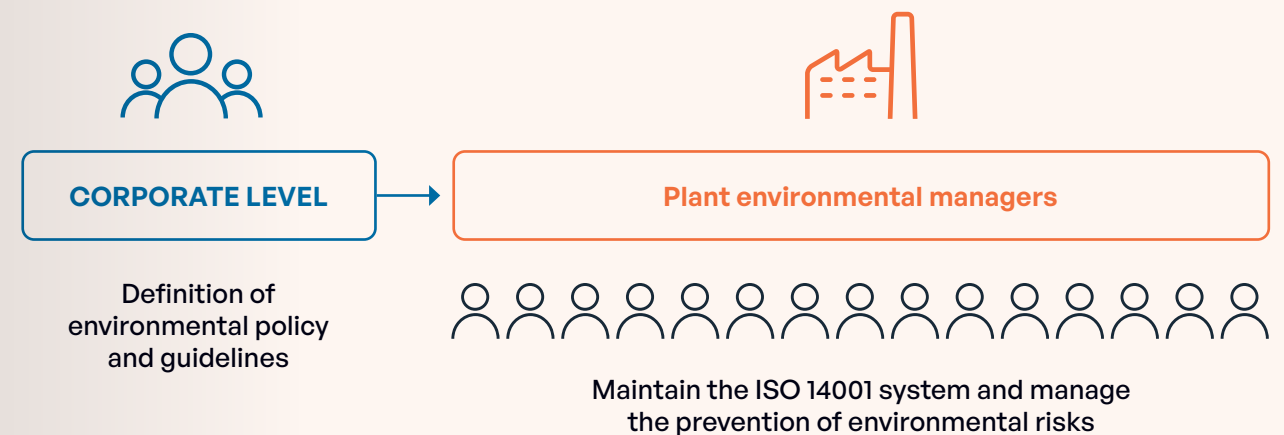 CORPORATE LEVEL
Plant environmental managers
Definition of
environmental policy
and guidelines
Maintain the ISO 14001 system and manage
the prevention of environmental risks